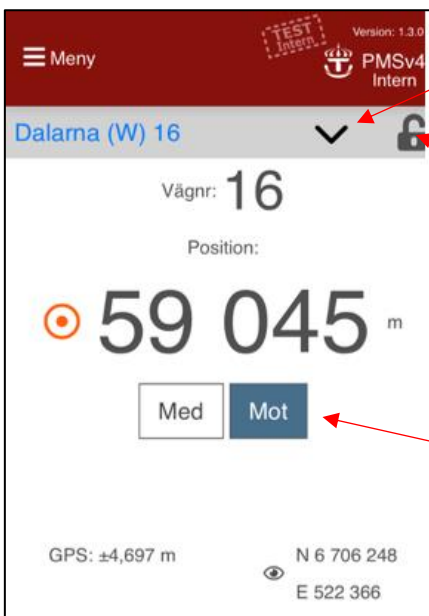 TEST
Intern
Version: 1.3.0
Meny
PMSv4
Intern
Dalarna (W) 16
Vägnr: 16
Position:
59 045 m
Med Mot
GPS: ±4,697 m
N 6 706 248
E 522 366